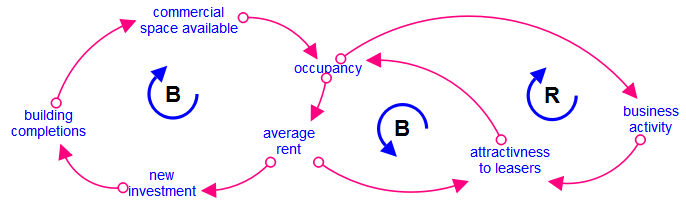 commercial
space available
occupancy
B
R
building
completions
business
activity
B
average
rent
attractivness
to leasers
new
investment